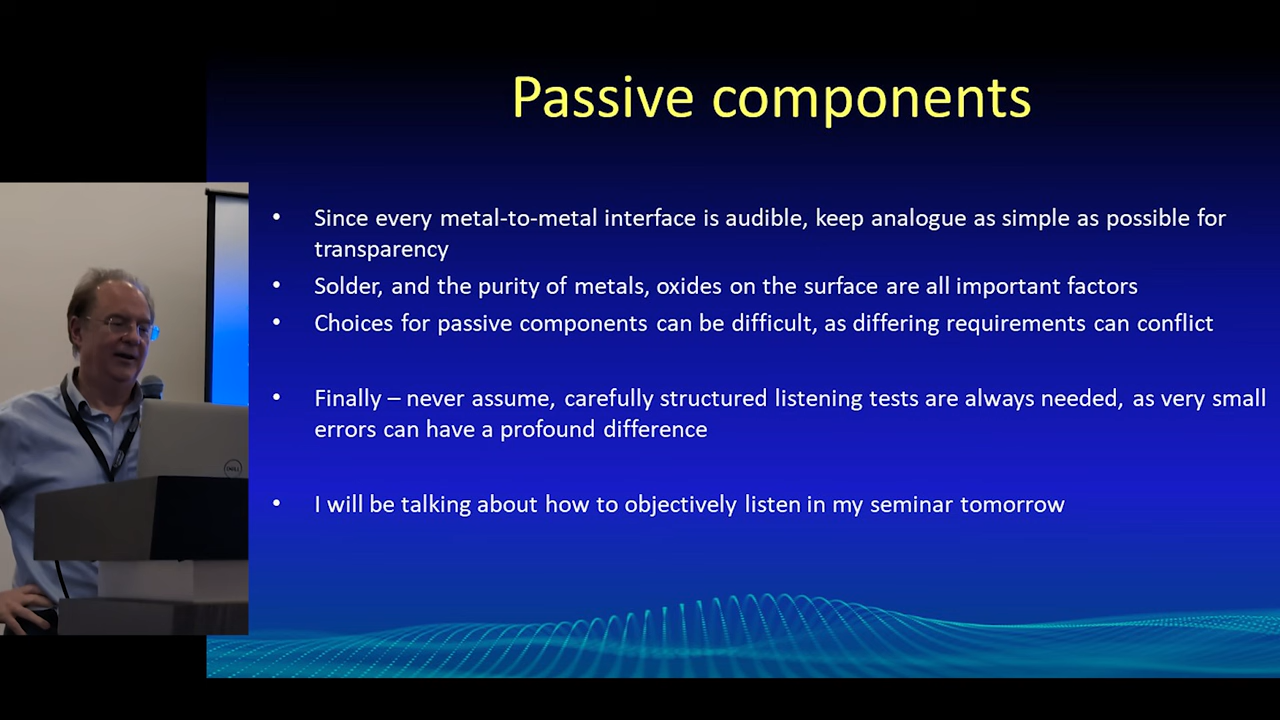 Passive components
• Since every metal-to-metal interface is audible, keep analogue as simple as possible for
transparency
• Solder, and the purity of metals, oxides on the surface are all important factors
• Choices for passive components can be difficult, as differing requirements can conflict
• Finally – never assume, carefully structured listening tests are always needed, as very small
errors can have a profound difference
• I will be talking about how to objectively listen in my seminar tomorrow
DELL